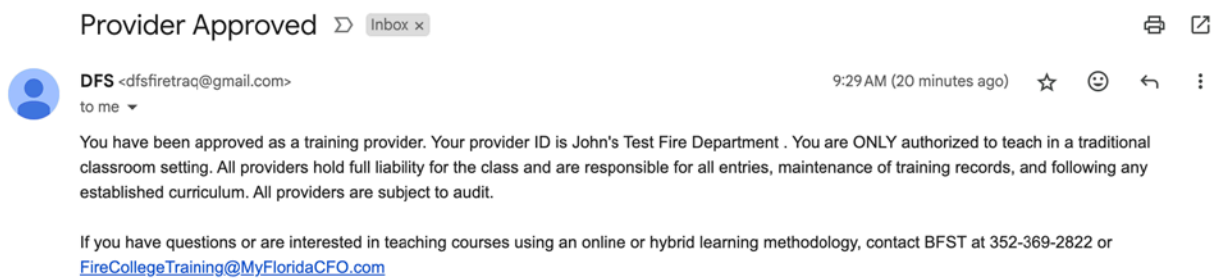 Provider Approved Inbox ×
DFS <dfsfiretraq@gmail.com> 9:29 AM (20 minutes ago)
to me
You have been approved as a training provider. Your provider ID is John's Test Fire Department . You are ONLY authorized to teach in a traditional
classroom setting. All providers hold full liability for the class and are responsible for all entries, maintenance of training records, and following any
established curriculum. All providers are subject to audit.
If you have questions or are interested in teaching courses using an online or hybrid learning methodology, contact BFST at 352-369-2822 or
FireCollegeTraining@MyFloridaCFO.com